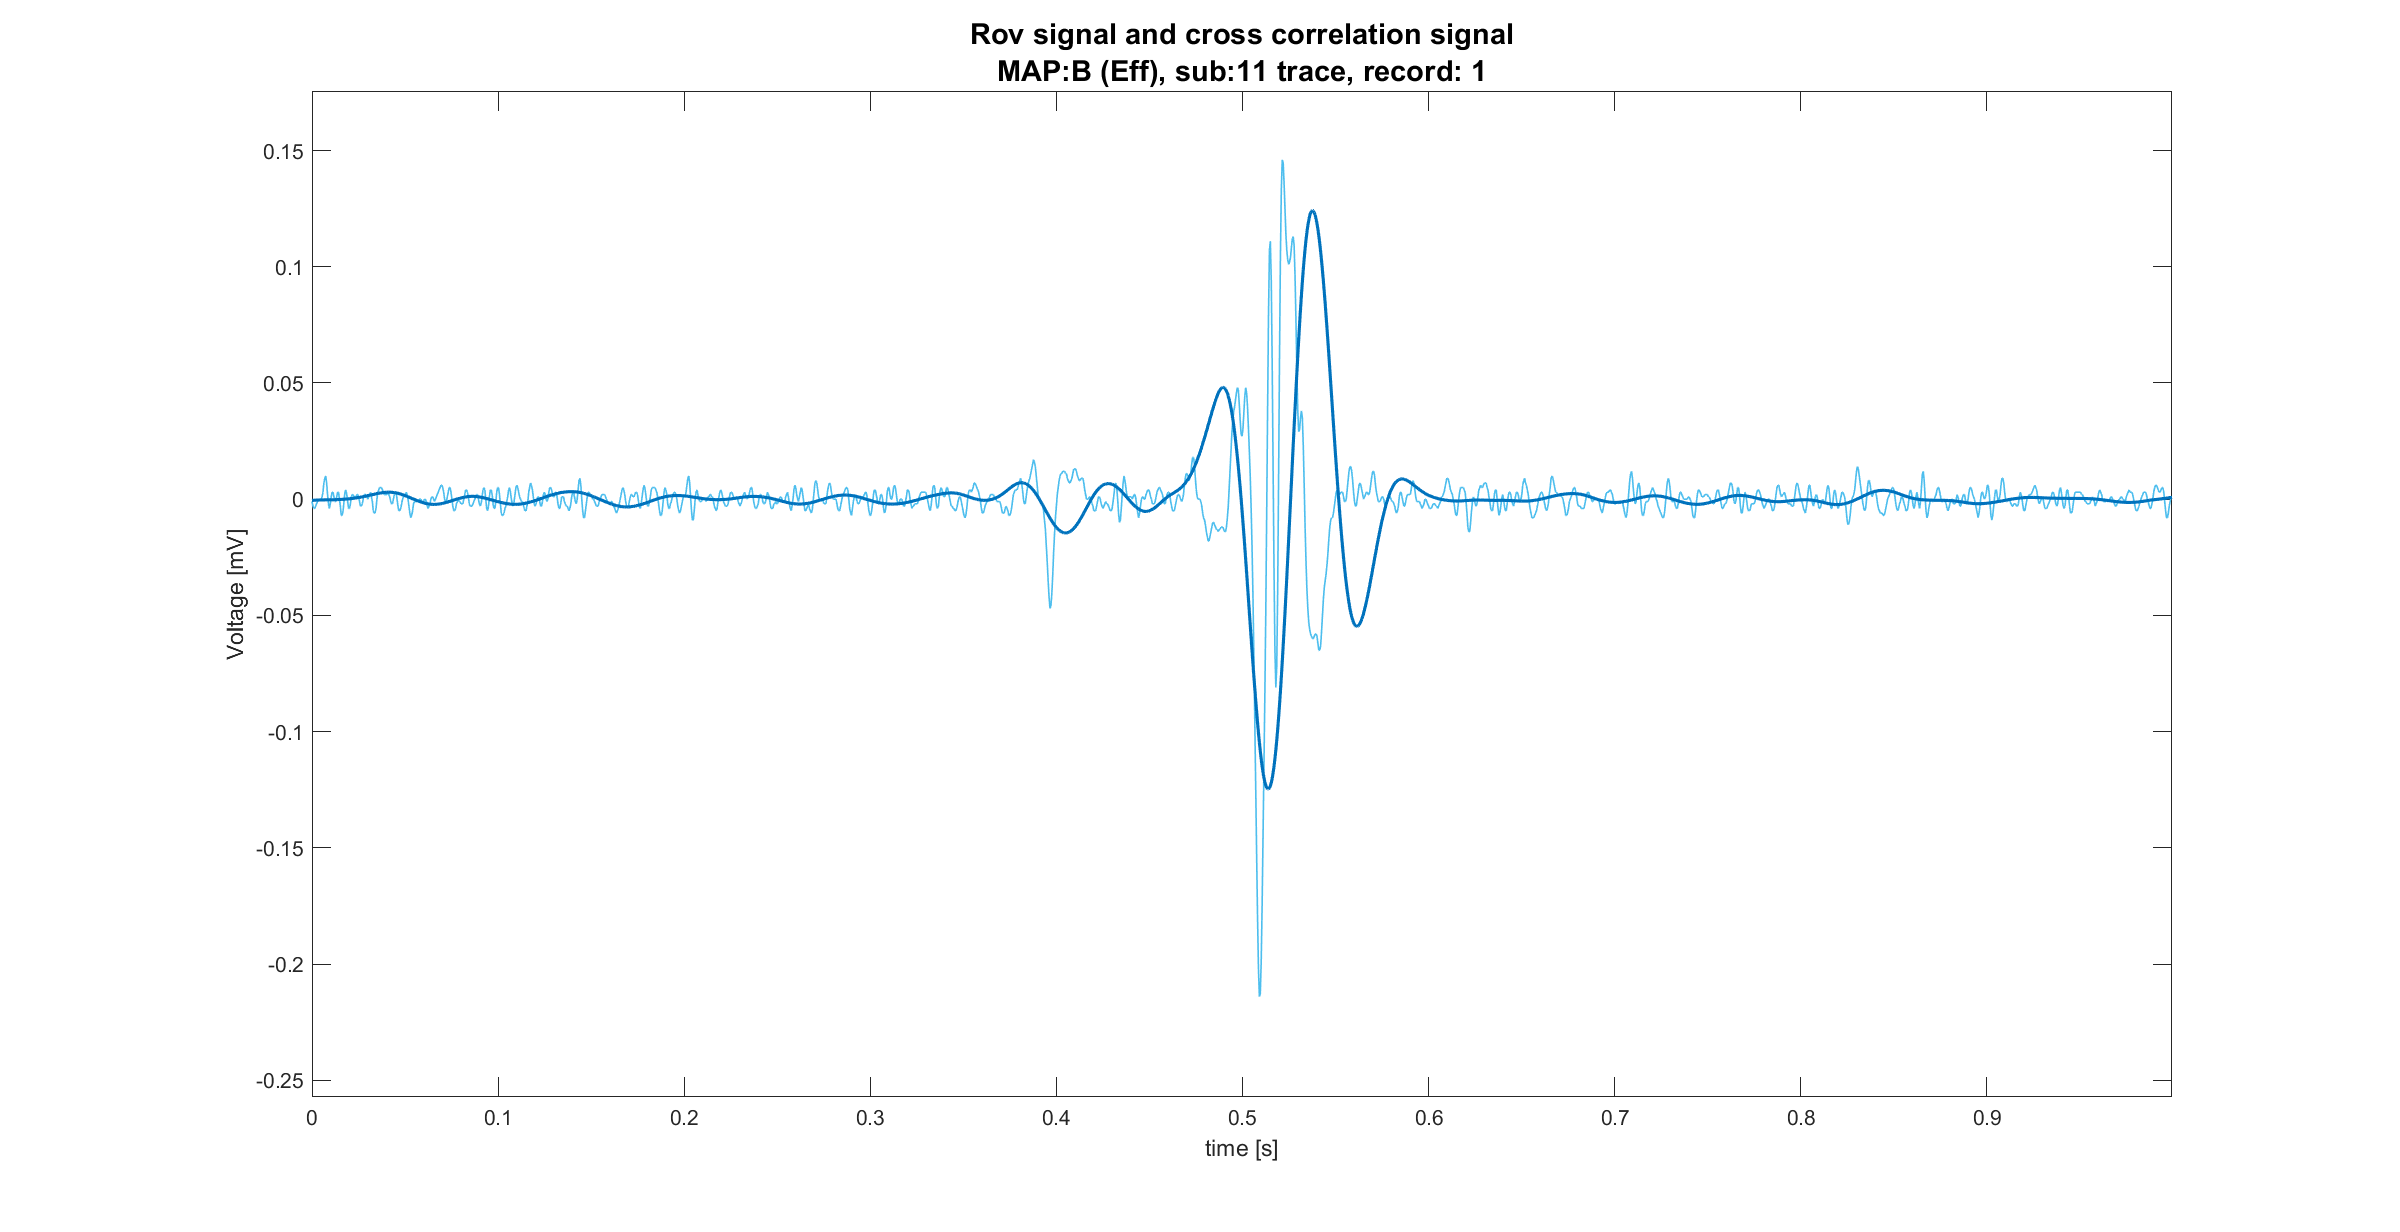 Rov signal and cross correlation signal
MAP:B (Eff), sub:11 trace, record: 1
0.15
0.1
0.05
0
-0.05
-0.1
-0.15
-0.2
-0.25
Voltage [mV]
0 0.1 0.2 0.3 0.4 0.5 0.6 0.7 0.8 0.9
time [s]